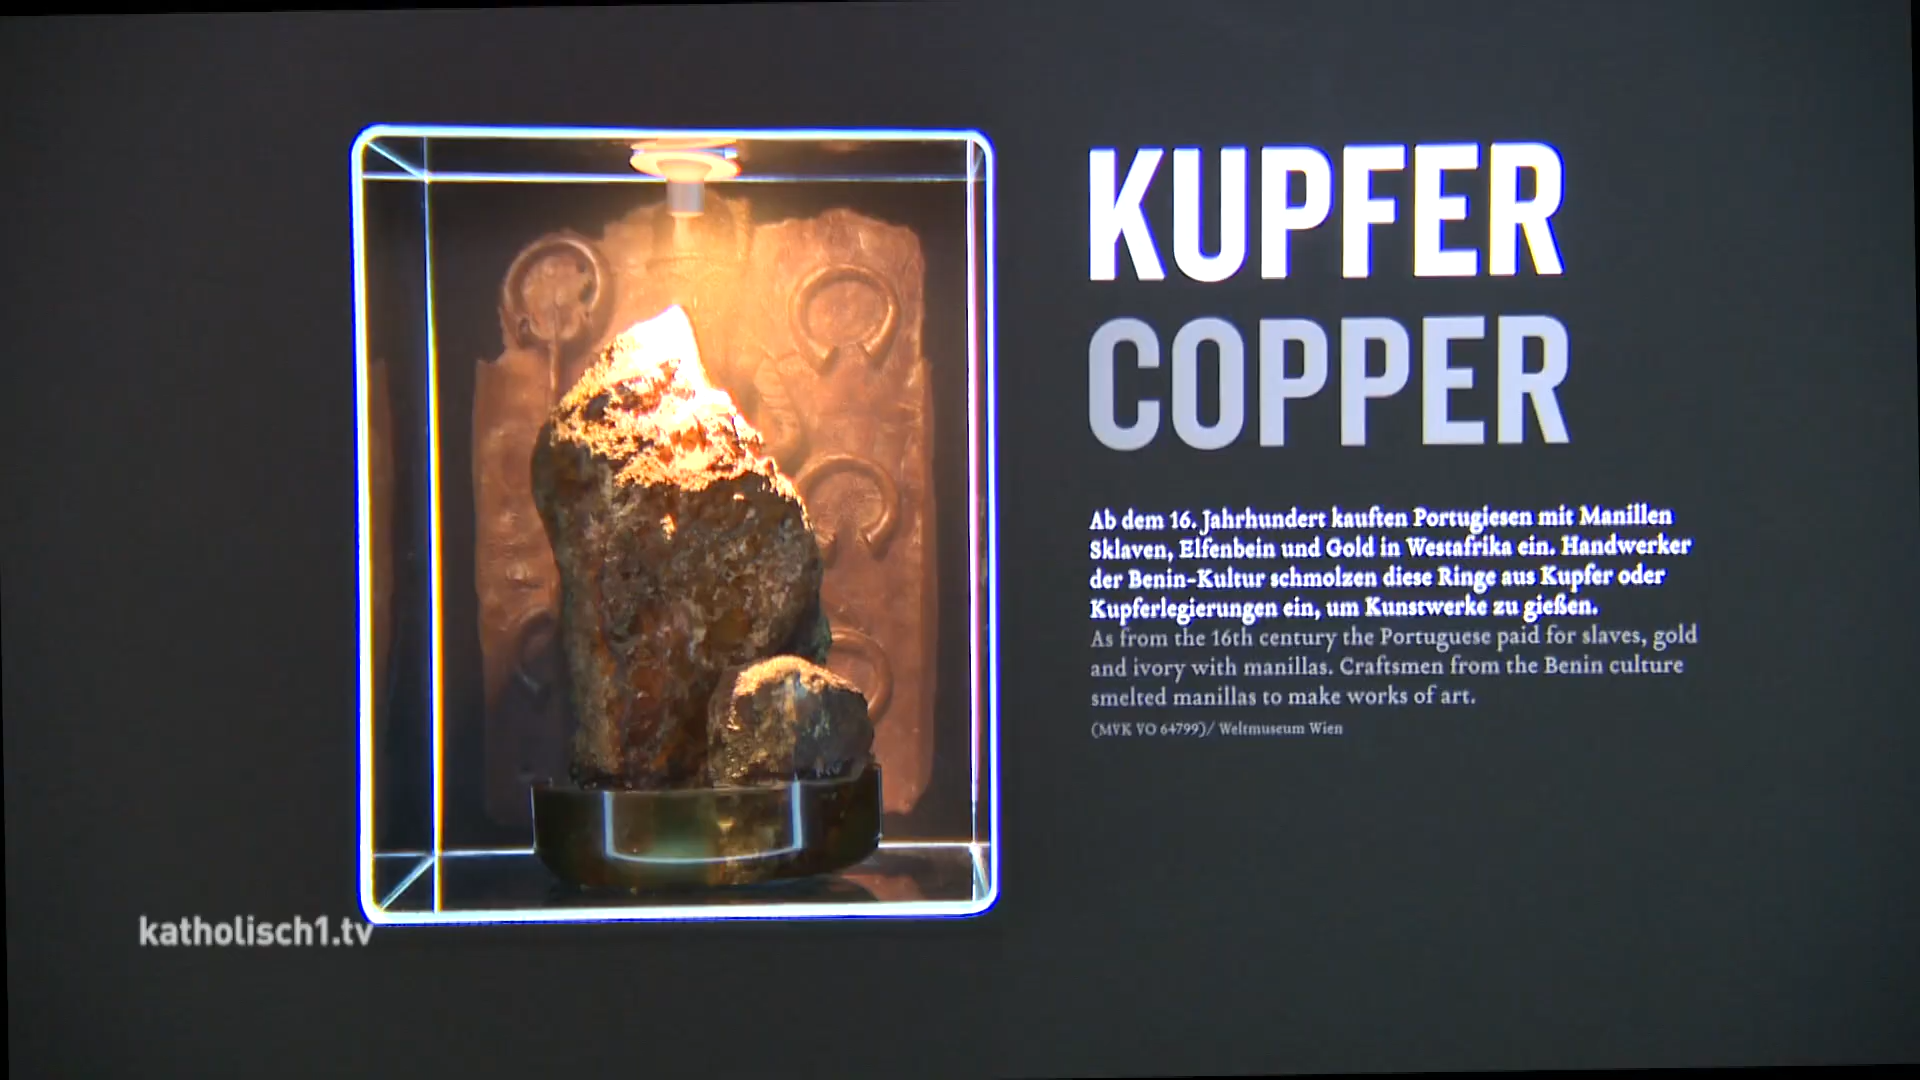 KUPFER
COPPER
Ab dem 16. Jahrhundert kauften Portugiesen mit Manillen
Sklaven, Elfenbein und Gold in Westafrika ein. Handwerker
der Benin-Kultur schmolzen diese Ringe aus Kupfer oder
Kupferlegierungen ein, um Kunstwerke zu gießen.
As from the 16th century the Portuguese paid for slaves, gold
and ivory with manillas. Craftsmen from the Benin culture
smelted manillas to make works of art.
(MVK VO 64799)/ Weltmuseum Wien
katholisch1.tv